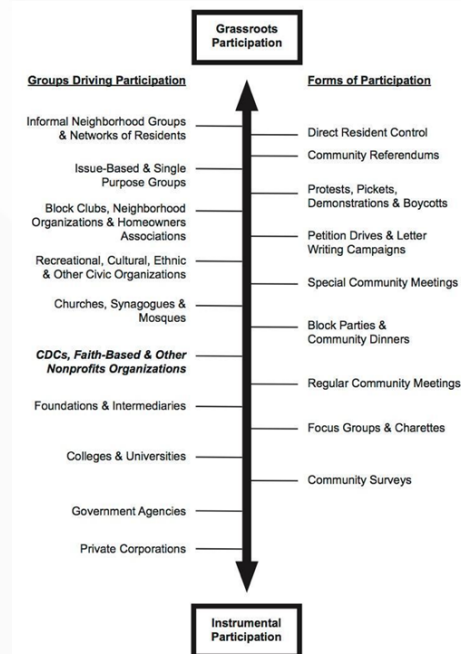 Grassroots
Participation
Groups Driving Participation
Informal Neighborhood Groups
& Networks of Residents
Issue-Based & Single
Purpose Groups
Block Clubs, Neighborhood
Organizations & Homeowners
Associations
Recreational, Cultural, Ethnic
& Other Civic Organizations
Churches, Synagogues &
Mosques
CDCs, Faith-Based & Other
Nonprofits Organizations
Foundations & Intermediaries
Colleges & Universities
Government Agencies
Private Corporations
Forms of Participation
Direct Resident Control
Community Referendums
Protests, Pickets,
Demonstrations & Boycotts
Petition Drives & Letter
Writing Campaigns
Special Community Meetings
Block Parties &
Community Dinners
Regular Community Meetings
Focus Groups & Charettes
Community Surveys
Instrumental
Participation